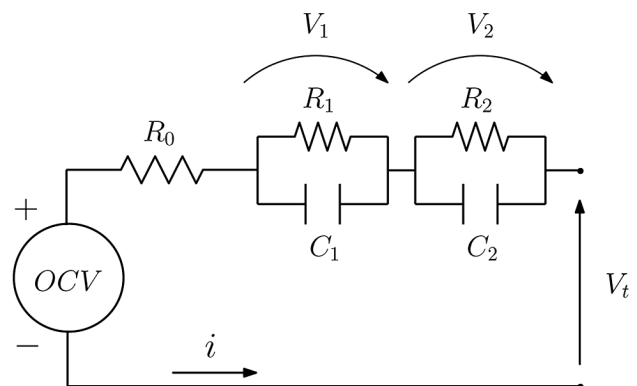 V₁ V₂
R₁ R₂
R₀
+
C₁ C₂
OCV
Vₜ
−
i